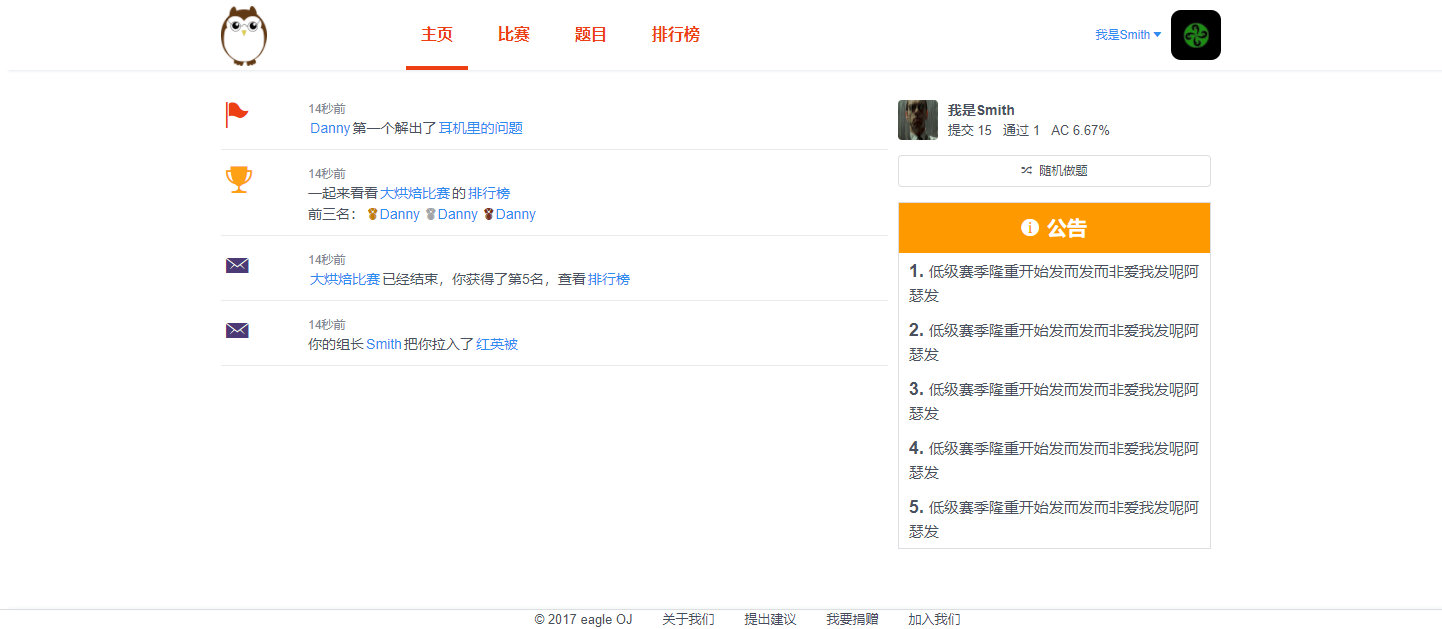 主页 比赛 题目 排行榜 我是Smith
14秒前
Danny第一个解出了耳机里的问题
14秒前
一起来看看大烘焙比赛的排行榜
前三名: Danny Danny Danny
14秒前
大烘焙比赛已经结束，你获得了第5名，查看排行榜
14秒前
你的组长Smith把你拉入了红英被
我是Smith
提交 15 通过 1 AC 6.67%
随机做题
公告
1. 低级赛季隆重开始发而发而非爱我发呢阿
瑟发
2. 低级赛季隆重开始发而发而非爱我发呢阿
瑟发
3. 低级赛季隆重开始发而发而非爱我发呢阿
瑟发
4. 低级赛季隆重开始发而发而非爱我发呢阿
瑟发
5. 低级赛季隆重开始发而发而非爱我发呢阿
瑟发
© 2017 eagle OJ 关于我们 提出建议 我要捐赠 加入我们